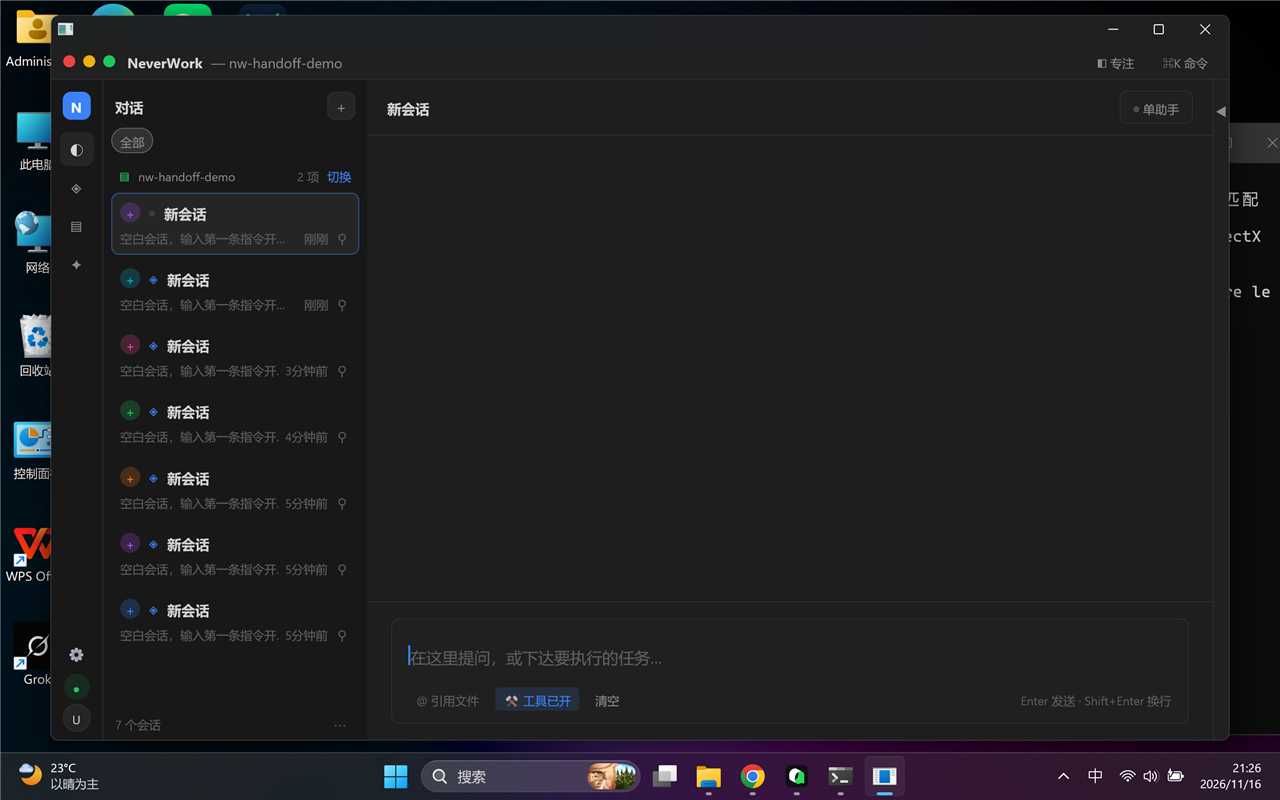 Adminis
此电脑
网络
回收站
控制面
WPS Of
Grok
NeverWork — nw-handoff-demo
专注
⌘K 命令
N
对话
+
全部
nw-handoff-demo 2 项 切换
+ 新会话
空白会话，输入第一条指令开... 刚刚
+ 新会话
空白会话，输入第一条指令开... 刚刚
+ 新会话
空白会话，输入第一条指令开. 3分钟前
+ 新会话
空白会话，输入第一条指令开. 4分钟前
+ 新会话
空白会话，输入第一条指令开. 5分钟前
+ 新会话
空白会话，输入第一条指令开. 5分钟前
+ 新会话
空白会话，输入第一条指令开. 5分钟前
7 个会话 ...
U
新会话
单助手
在这里提问，或下达要执行的任务...
@ 引用文件 工具已开 清空
Enter 发送 · Shift+Enter 换行
匹配
ectX
re le
23°C
以晴为主
搜索
中
21:26
2026/11/16